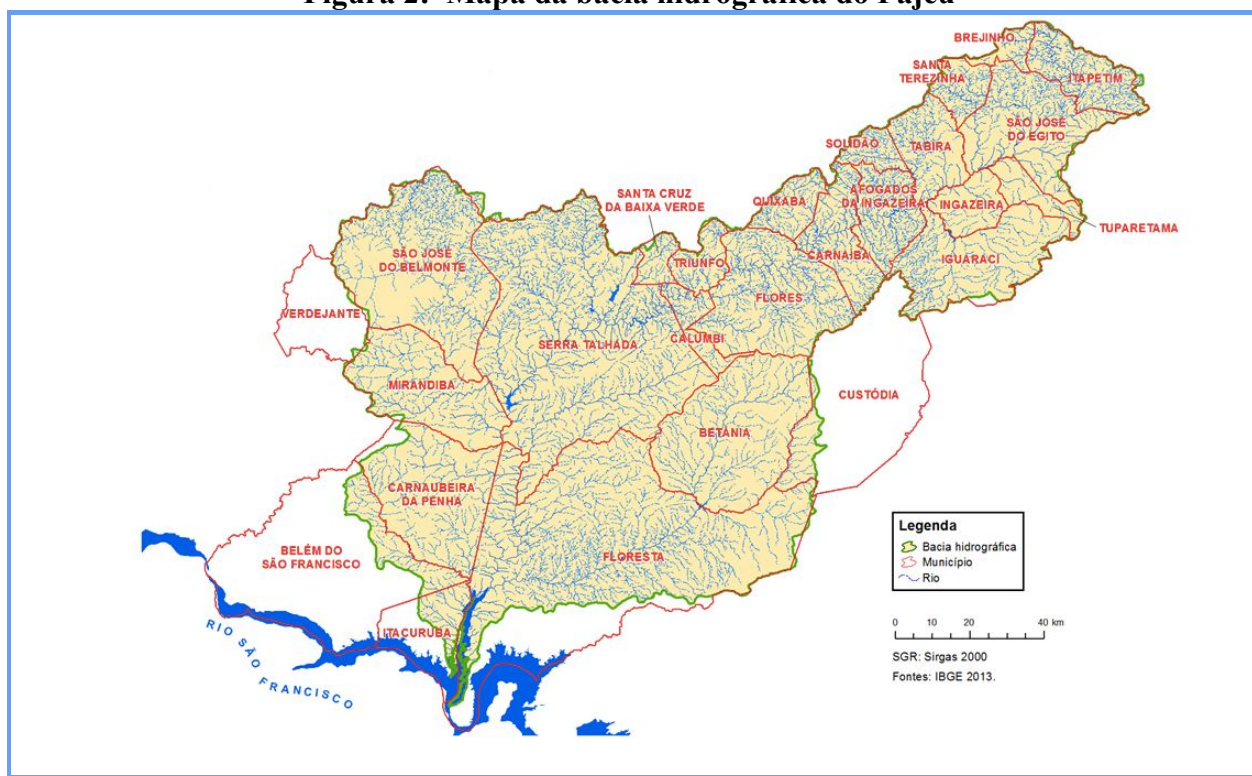 Figura 2: Mapa da bacia hidrográfica do Pajeú
BREJINHO
SANTA
TEREZINHA
ITAPETIM
SÃO JOSÉ
DO EGITO
SOLIDÃO
TABIRA
SANTA CRUZ
DA BAIXA VERDE
QUIXABA
AFOGADOS
DA INGAZEIRA
INGAZEIRA
TUPARETAMA
SÃO JOSÉ
DO BELMONTE
TRIUNFO
CARNAÍBA
IGUARACI
VERDEJANTE
FLORES
SERRA TALHADA
CALUMBI
MIRANDIBA
CUSTÓDIA
BETÂNIA
CARNAUBEIRA
DA PENHA
BELÉM DO
SÃO FRANCISCO
FLORESTA
ITACURUBA
RIO SÃO FRANCISCO
Legenda
Bacia hidrográfica
Município
Rio
0 10 20 40 km
SGR: Sirgas 2000
Fontes: IBGE 2013.